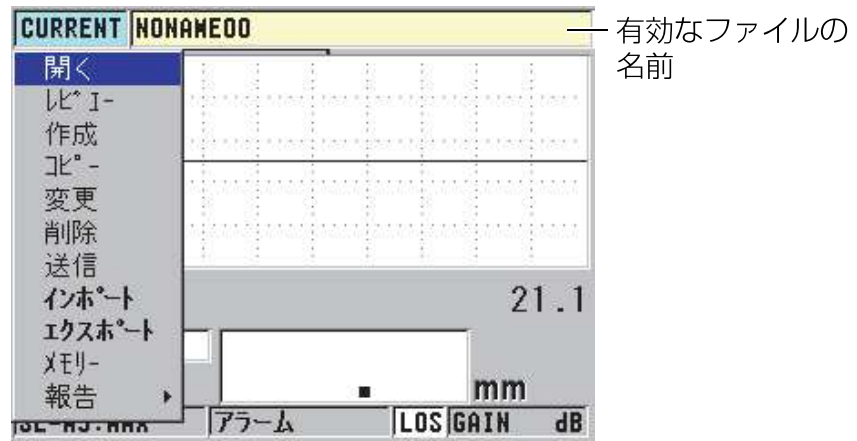 CURRENT NONAME00
有効なファイルの
名前
開く
ﾚﾋﾞｭｰ
作成
ｺﾋﾟｰ
変更
削除
送信
ｲﾝﾎﾟｰﾄ
ｴｸｽﾎﾟｰﾄ
ﾒﾓﾘｰ
報告
21.1
mm
アラーム LOS GAIN dB